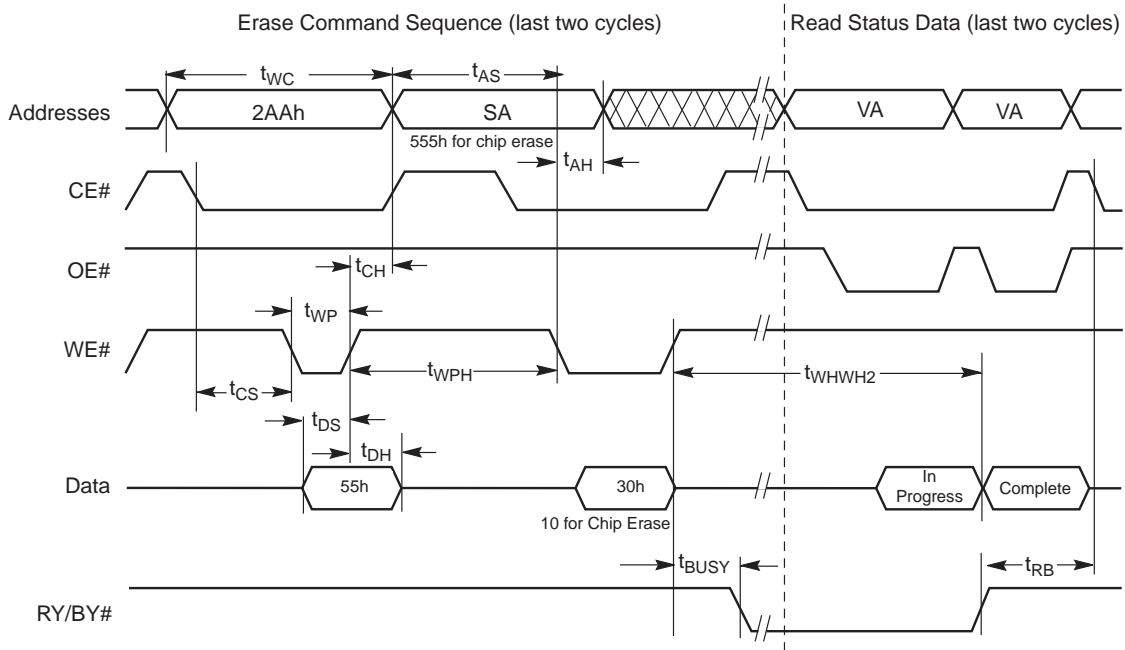 Erase Command Sequence (last two cycles)
Read Status Data (last two cycles)
tWC
tAS
Addresses
2AAh
SA
VA
VA
555h for chip erase
tAH
CE#
tCH
OE#
tWP
WE#
tWPH
tWHWH2
tCS
tDS
tDH
Data
55h
30h
In
Progress
Complete
10 for Chip Erase
tBUSY
tRB
RY/BY#